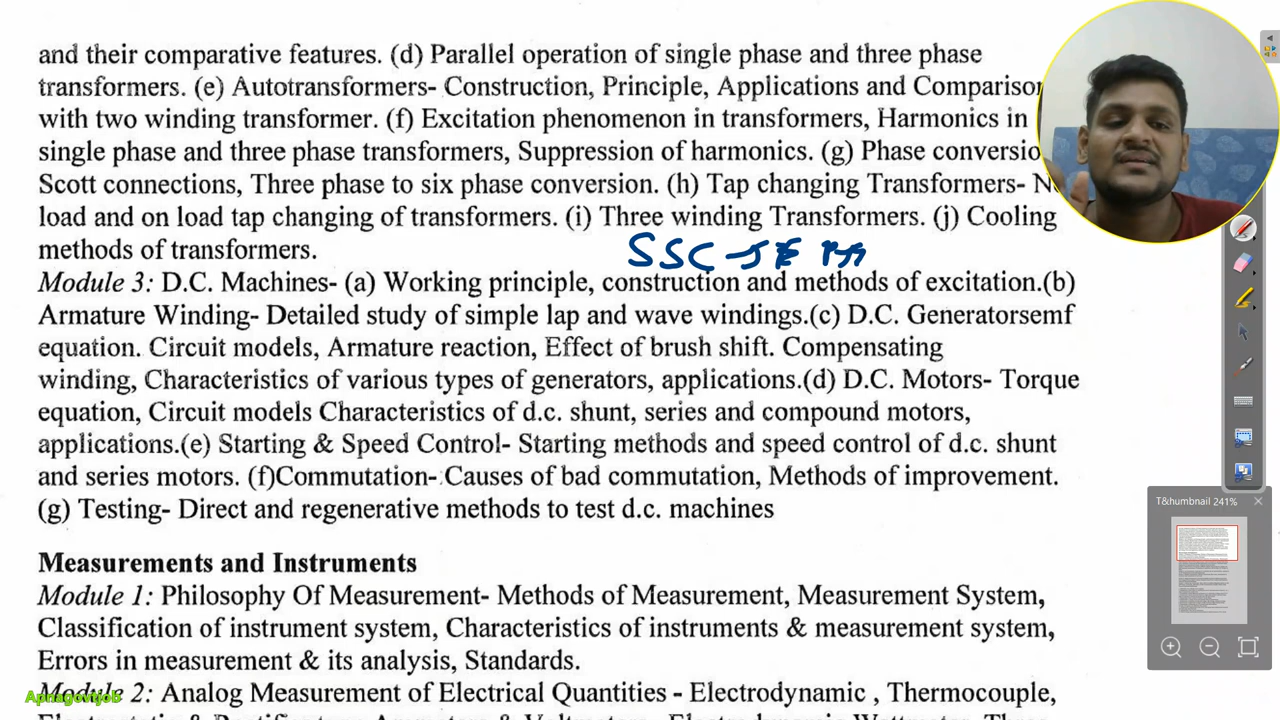 and their comparative features. (d) Parallel operation of single phase and three phase
transformers. (e) Autotransformers- Construction, Principle, Applications and Comparison
with two winding transformer. (f) Excitation phenomenon in transformers, Harmonics in
single phase and three phase transformers, Suppression of harmonics. (g) Phase conversio
Scott connections, Three phase to six phase conversion. (h) Tap changing Transformers- N
load and on load tap changing of transformers. (i) Three winding Transformers. (j) Cooling
methods of transformers.
SSC-JE
Module 3: D.C. Machines- (a) Working principle, construction and methods of excitation.(b)
Armature Winding- Detailed study of simple lap and wave windings.(c) D.C. Generatorsemf
equation. Circuit models, Armature reaction, Effect of brush shift. Compensating
winding, Characteristics of various types of generators, applications.(d) D.C. Motors- Torque
equation, Circuit models Characteristics of d.c. shunt, series and compound motors,
applications.(e) Starting & Speed Control- Starting methods and speed control of d.c. shunt
and series motors. (f)Commutation- Causes of bad commutation, Methods of improvement.
(g) Testing- Direct and regenerative methods to test d.c. machines
Measurements and Instruments
Module 1: Philosophy Of Measurement- Methods of Measurement, Measurement System,
Classification of instrument system, Characteristics of instruments & measurement system,
Errors in measurement & its analysis, Standards.
Module 2: Analog Measurement of Electrical Quantities - Electrodynamic , Thermocouple,
T&humbnail 241%
Apnagovtjob